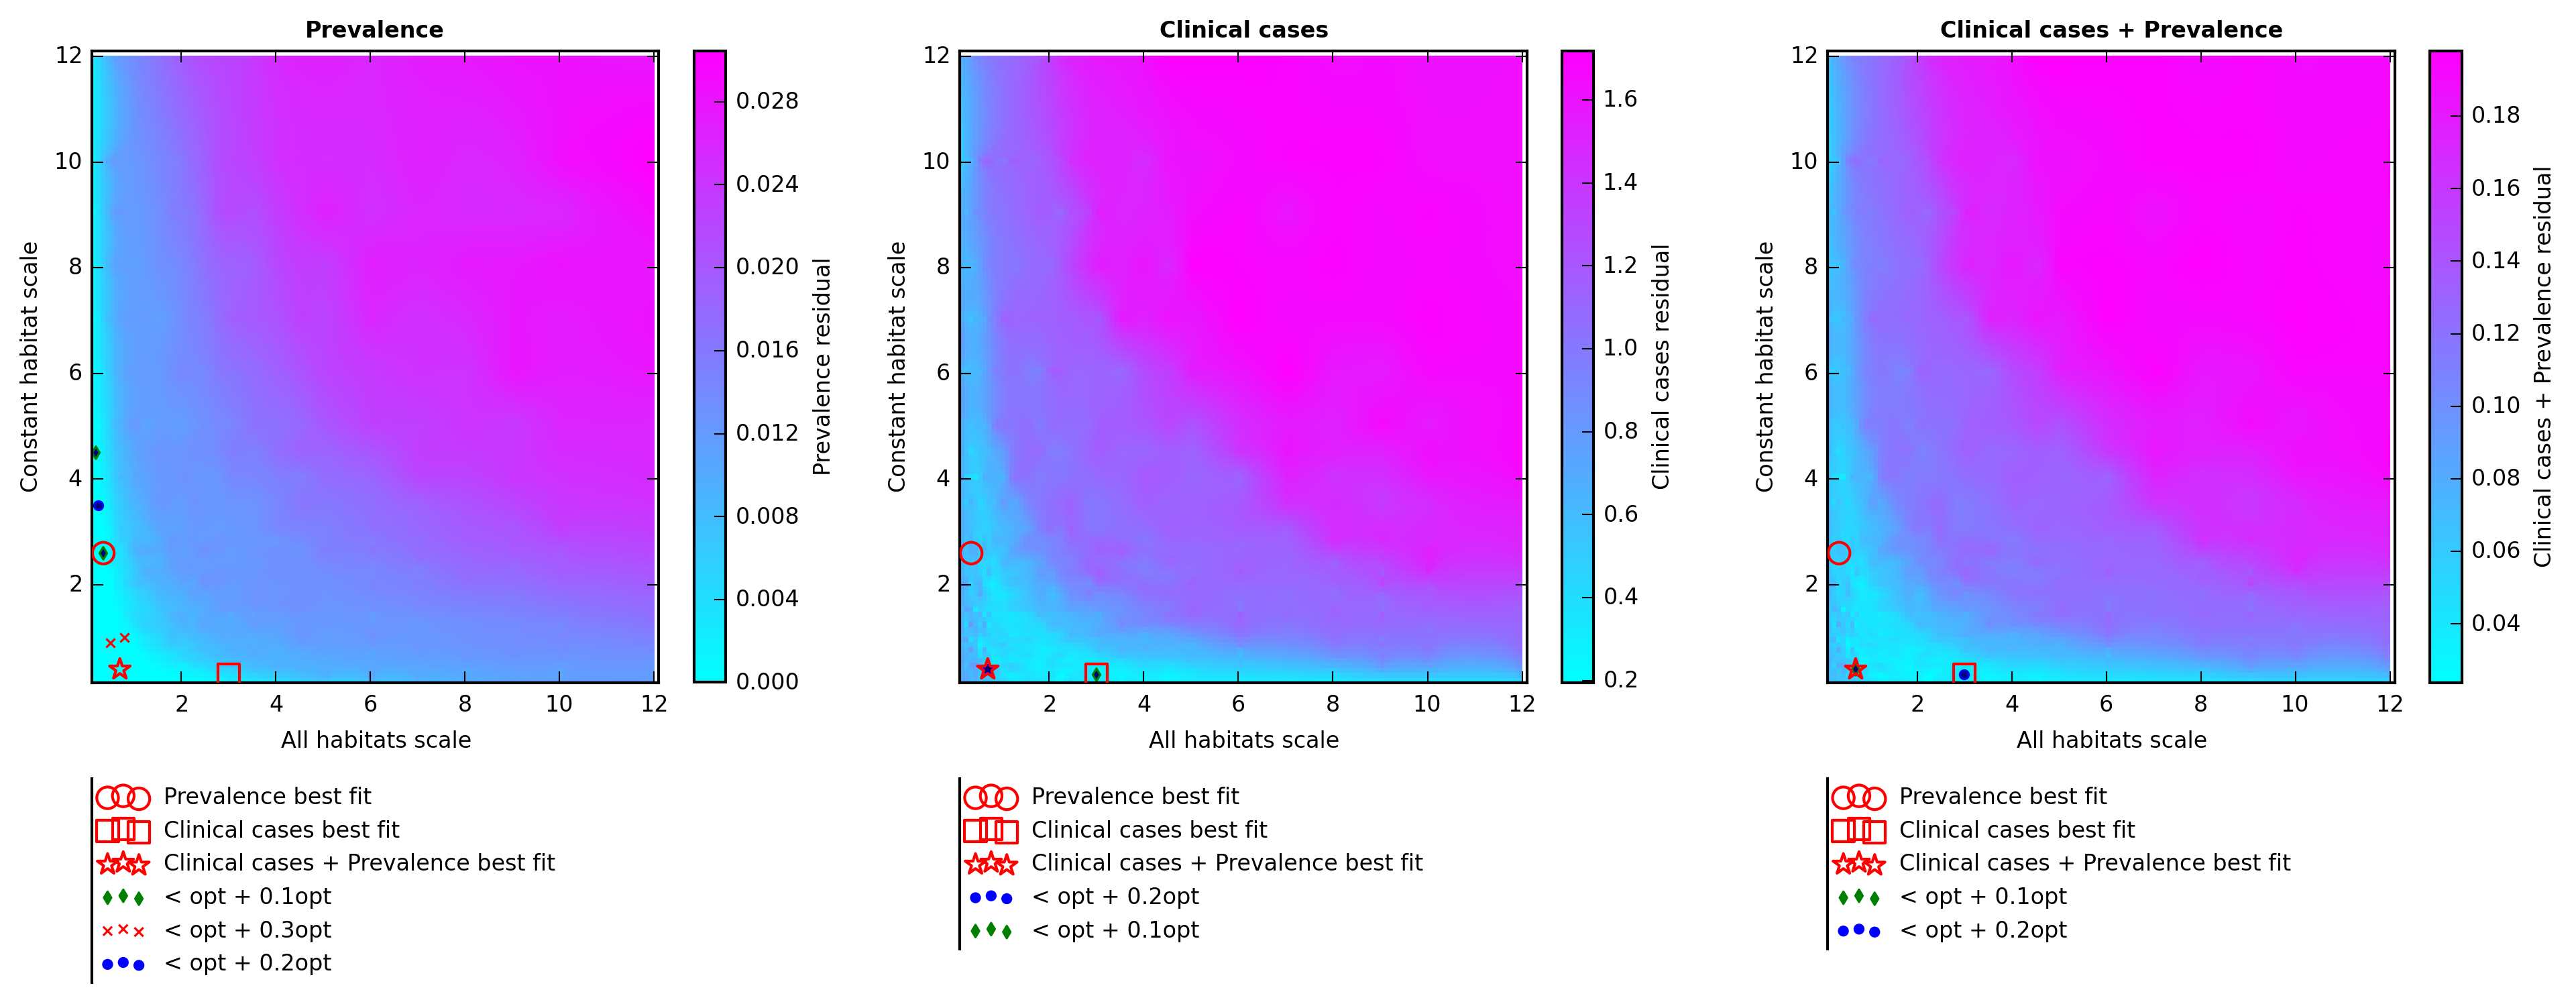 Prevalence
12
10
8
6
4
2
Constant habitat scale
2 4 6 8 10 12
All habitats scale
0.028
0.024
0.020
0.016
0.012
0.008
0.004
0.000
Prevalence residual
Prevalence best fit
Clinical cases best fit
Clinical cases + Prevalence best fit
< opt + 0.1opt
< opt + 0.3opt
< opt + 0.2opt
Clinical cases
12
10
8
6
4
2
Constant habitat scale
2 4 6 8 10 12
All habitats scale
1.6
1.4
1.2
1.0
0.8
0.6
0.4
0.2
Clinical cases residual
Prevalence best fit
Clinical cases best fit
Clinical cases + Prevalence best fit
< opt + 0.2opt
< opt + 0.1opt
Clinical cases + Prevalence
12
10
8
6
4
2
Constant habitat scale
2 4 6 8 10 12
All habitats scale
0.18
0.16
0.14
0.12
0.10
0.08
0.06
0.04
Clinical cases + Prevalence residual
Prevalence best fit
Clinical cases best fit
Clinical cases + Prevalence best fit
< opt + 0.1opt
< opt + 0.2opt